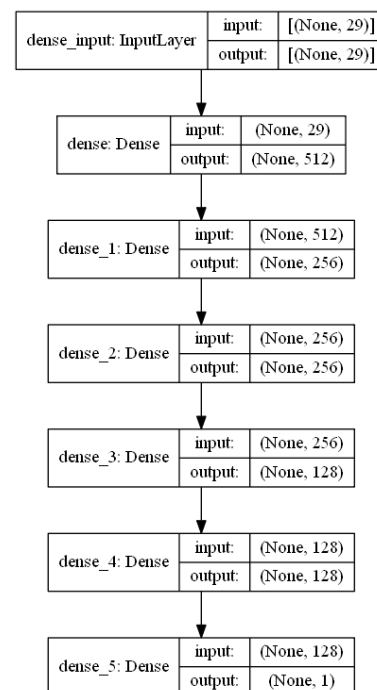 dense_input: InputLayer
input: [(None, 29)]
output: [(None, 29)]
dense: Dense
input: (None, 29)
output: (None, 512)
dense_1: Dense
input: (None, 512)
output: (None, 256)
dense_2: Dense
input: (None, 256)
output: (None, 256)
dense_3: Dense
input: (None, 256)
output: (None, 128)
dense_4: Dense
input: (None, 128)
output: (None, 128)
dense_5: Dense
input: (None, 128)
output: (None, 1)